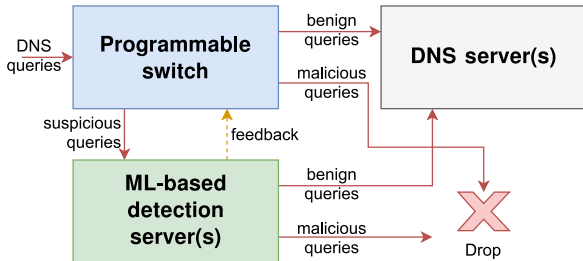 DNS
queries
Programmable
switch
benign
queries
malicious
queries
DNS server(s)
suspicious
queries
feedback
ML-based
detection
server(s)
benign
queries
malicious
queries
Drop